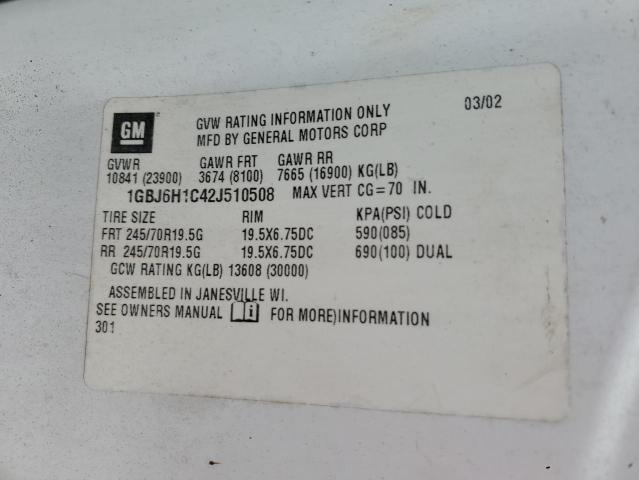 GM GVW RATING INFORMATION ONLY 03/02
MFD BY GENERAL MOTORS CORP
GVWR GAWR FRT GAWR RR
10841 (23900) 3674 (8100) 7665 (16900) KG(LB)
1GBJ6H1C42J510508 MAX VERT CG=70 IN.
TIRE SIZE RIM KPA(PSI) COLD
FRT 245/70R19.5G 19.5X6.75DC 590(085)
RR 245/70R19.5G 19.5X6.75DC 690(100) DUAL
GCW RATING KG(LB) 13608 (30000)
ASSEMBLED IN JANESVILLE WI.
SEE OWNERS MANUAL i FOR MORE)INFORMATION
301